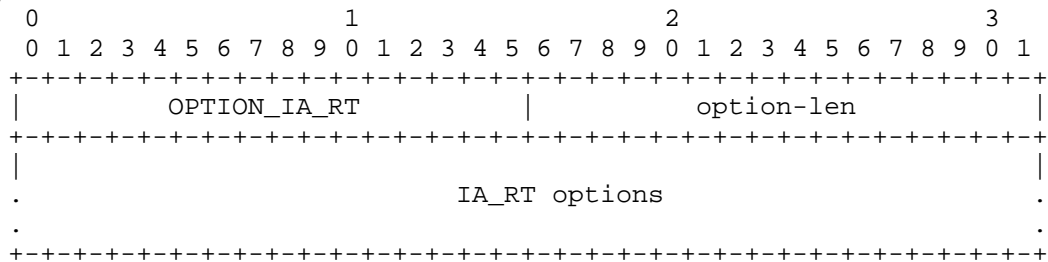 0                   1                   2                   3
 0 1 2 3 4 5 6 7 8 9 0 1 2 3 4 5 6 7 8 9 0 1 2 3 4 5 6 7 8 9 0 1
+-+-+-+-+-+-+-+-+-+-+-+-+-+-+-+-+-+-+-+-+-+-+-+-+-+-+-+-+-+-+-+-+
|         OPTION_IA_RT          |          option-len           |
+-+-+-+-+-+-+-+-+-+-+-+-+-+-+-+-+-+-+-+-+-+-+-+-+-+-+-+-+-+-+-+-+
|                                                               |
.                           IA_RT options                       .
.                                                               .
+-+-+-+-+-+-+-+-+-+-+-+-+-+-+-+-+-+-+-+-+-+-+-+-+-+-+-+-+-+-+-+-+